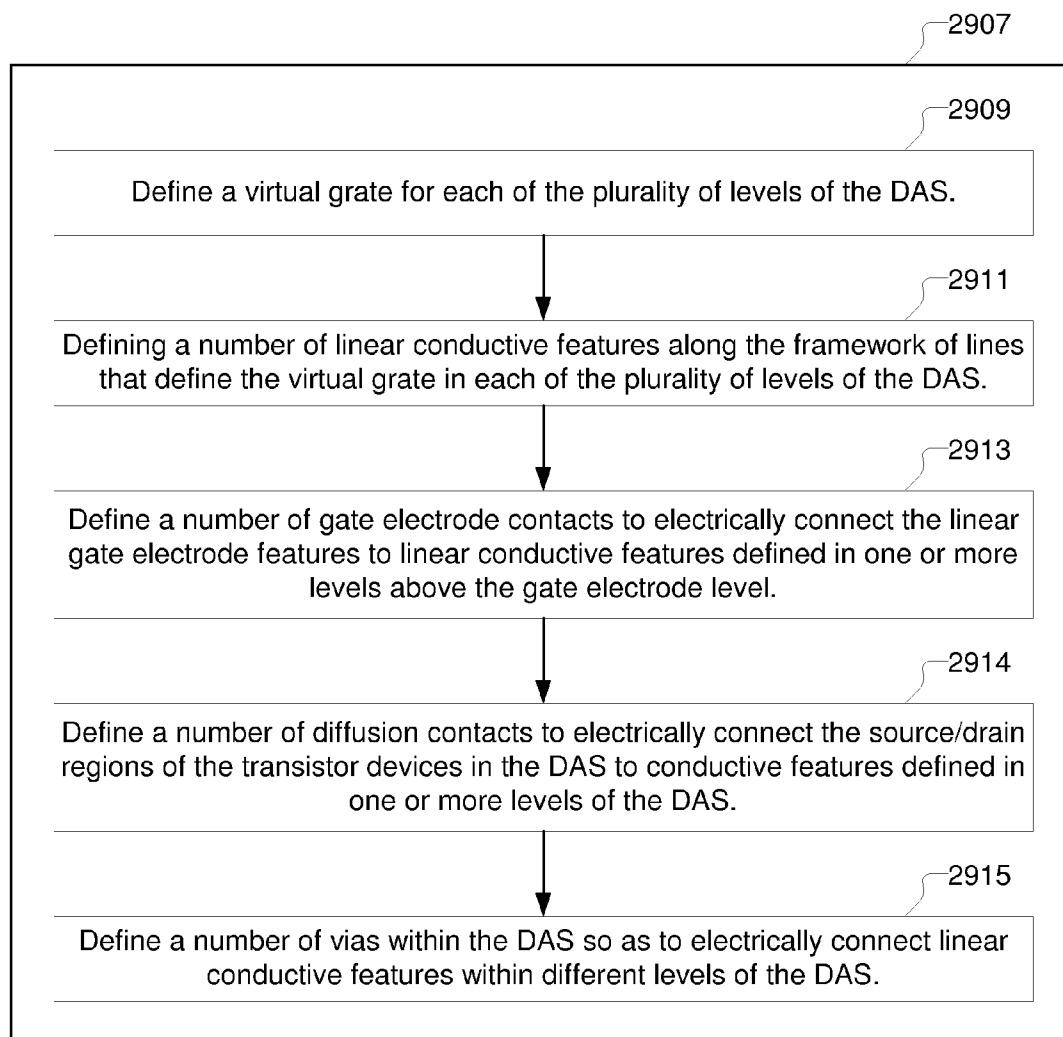 2907
2909
Define a virtual grate for each of the plurality of levels of the DAS.
2911
Defining a number of linear conductive features along the framework of lines
that define the virtual grate in each of the plurality of levels of the DAS.
2913
Define a number of gate electrode contacts to electrically connect the linear
gate electrode features to linear conductive features defined in one or more
levels above the gate electrode level.
2914
Define a number of diffusion contacts to electrically connect the source/drain
regions of the transistor devices in the DAS to conductive features defined in
one or more levels of the DAS.
2915
Define a number of vias within the DAS so as to electrically connect linear
conductive features within different levels of the DAS.